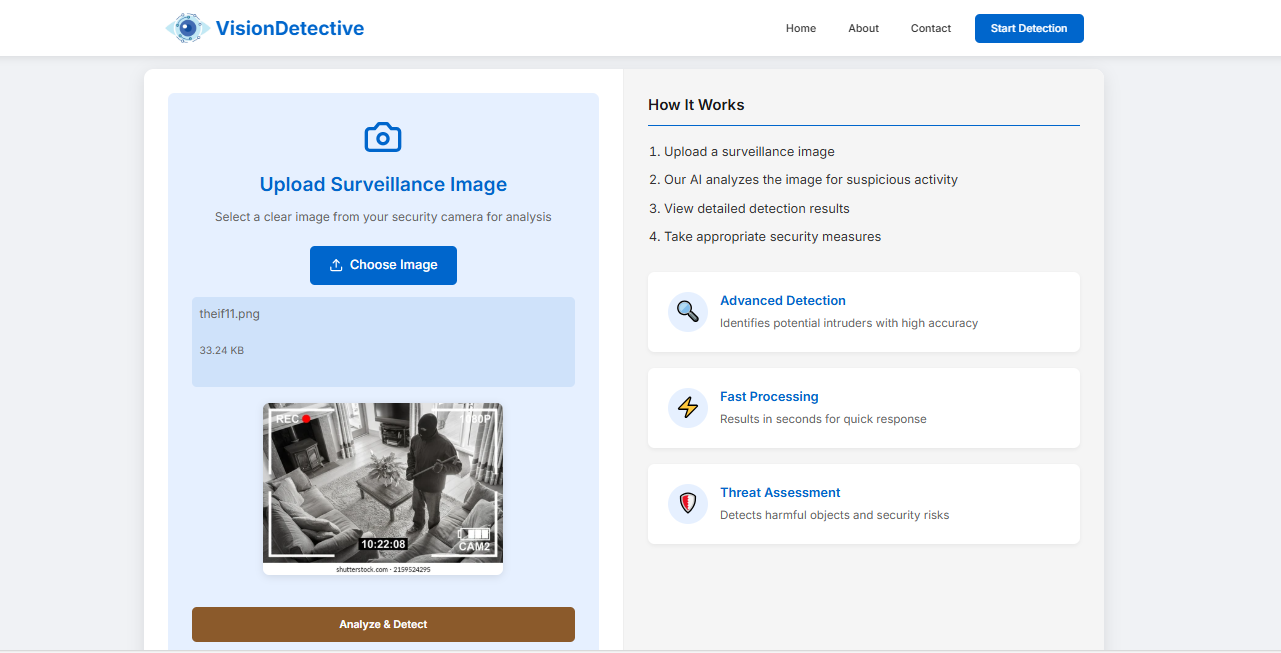 VisionDetective
Home
About
Contact
Start Detection
Upload Surveillance Image
Select a clear image from your security camera for analysis
Choose Image
theif11.png
33.24 KB
REC
1080P
10:22:08
CAM2
shutterstock.com · 2159524295
Analyze & Detect
How It Works
1. Upload a surveillance image
2. Our AI analyzes the image for suspicious activity
3. View detailed detection results
4. Take appropriate security measures
Advanced Detection
Identifies potential intruders with high accuracy
Fast Processing
Results in seconds for quick response
Threat Assessment
Detects harmful objects and security risks